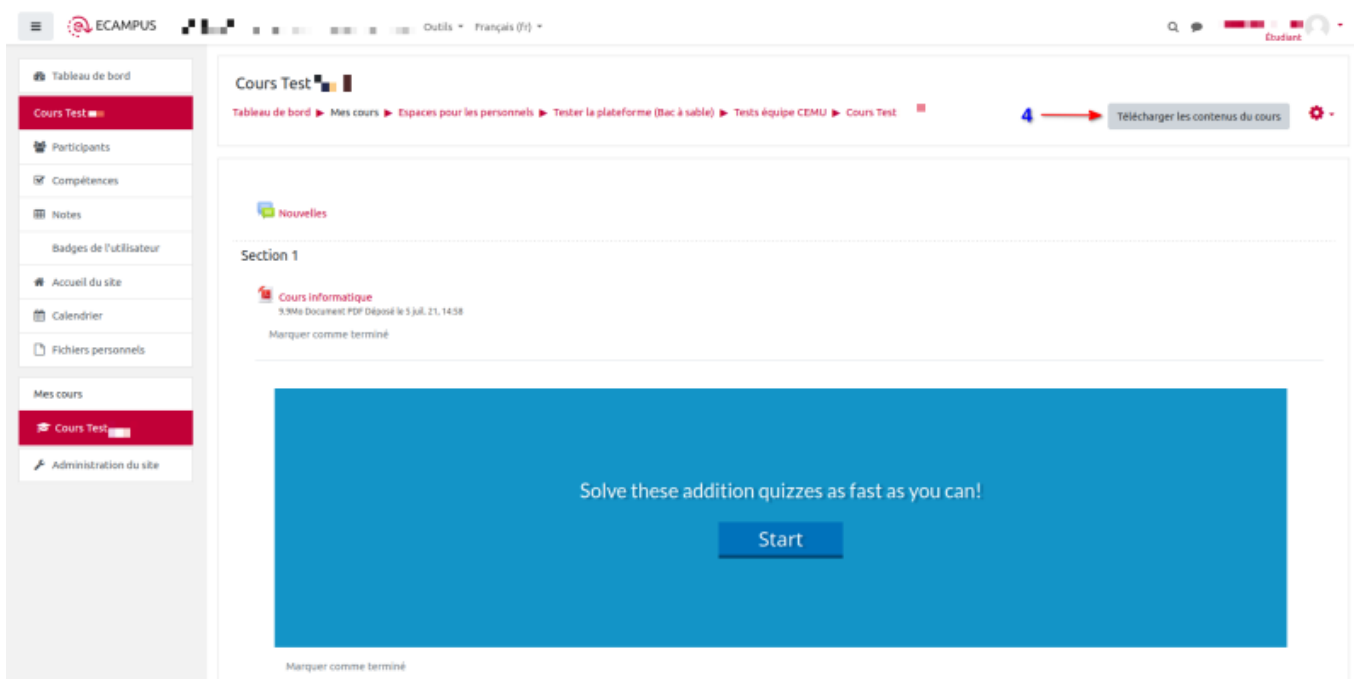 ECAMPUS Outils Français (fr)
Étudiant
Tableau de bord
Cours Test
Participants
Compétences
Notes
Badges de l'utilisateur
Accueil du site
Calendrier
Fichiers personnels
Mes cours
Cours Test
Administration du site
Cours Test
Tableau de bord ▶ Mes cours ▶ Espaces pour les personnels ▶ Tester la plateforme (Bac à sable) ▶ Tests équipe CEMU ▶ Cours Test
4 Télécharger les contenus du cours
Nouvelles
Section 1
Cours informatique
9.9Mo Document PDF Déposé le 5 juil. 21, 14:58
Marquer comme terminé
Solve these addition quizzes as fast as you can!
Start
Marquer comme terminé